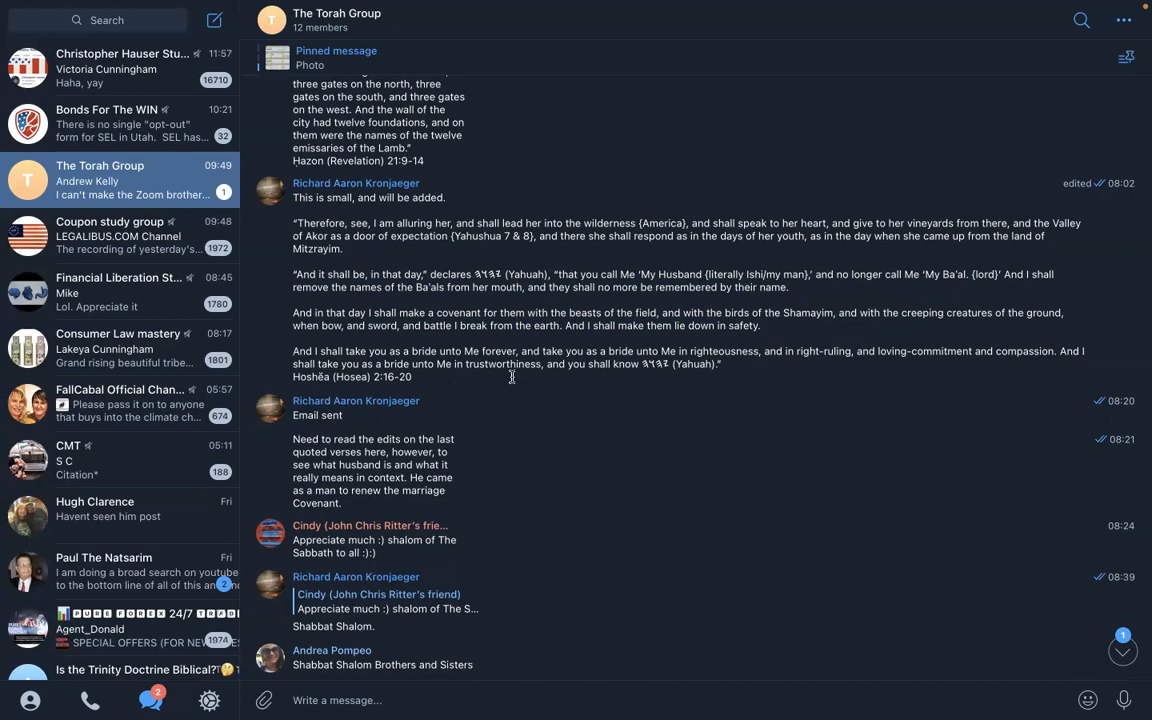 Search
Christopher Hauser Stu...
11:57
Victoria Cunningham
Haha, yay
16710
Bonds For The WIN
10:21
There is no single "opt-out"
form for SEL in Utah. SEL has...
32
The Torah Group
09:49
Andrew Kelly
I can't make the Zoom brother...
1
Coupon study group
09:48
LEGALIBUS.COM Channel
The recording of yesterday's...
1972
Financial Liberation St...
08:45
Mike
Lol. Appreciate it
1780
Consumer Law mastery
08:17
Lakeya Cunningham
Grand rising beautiful tribe...
1801
FallCabal Official Chan...
05:57
Please pass it on to anyone
that buys into the climate ch...
674
CMT
05:11
S C
Citation*
188
Hugh Clarence
Fri
Havent seen him post
Paul The Natsarim
Fri
I am doing a broad search on youtube
to the bottom line of all of this an
2
PURE FOREX 24/7 TRAD
Agent_Donald
SPECIAL OFFERS (FOR NEW
1974
Is the Trinity Doctrine Biblical?
2
T
The Torah Group
12 members
Pinned message
Photo
three gates on the north, three
gates on the south, and three gates
on the west. And the wall of the
city had twelve foundations, and on
them were the names of the twelve
emissaries of the Lamb."
Ḥazon (Revelation) 21:9-14
Richard Aaron Kronjaeger
edited 08:02
This is small, and will be added.
“Therefore, see, I am alluring her, and shall lead her into the wilderness {America}, and shall speak to her heart, and give to her vineyards from there, and the Valley
of Akor as a door of expectation {Yahushua 7 & 8}, and there she shall respond as in the days of her youth, as in the day when she came up from the land of
Mitzrayim.
“And it shall be, in that day,” declares 𐤉𐤄𐤅𐤄 (Yahuah), “that you call Me ‘My Husband {literally Ishi/my man},’ and no longer call Me ‘My Ba’al. {lord}’ And I shall
remove the names of the Ba’als from her mouth, and they shall no more be remembered by their name.
And in that day I shall make a covenant for them with the beasts of the field, and with the birds of the Shamayim, and with the creeping creatures of the ground,
when bow, and sword, and battle I break from the earth. And I shall make them lie down in safety.
And I shall take you as a bride unto Me forever, and take you as a bride unto Me in righteousness, and in right-ruling, and loving-commitment and compassion. And I
shall take you as a bride unto Me in trustworthiness, and you shall know 𐤉𐤄𐤅𐤄 (Yahuah).”
Hoshĕa (Hosea) 2:16-20
Richard Aaron Kronjaeger
08:20
Email sent
Need to read the edits on the last
08:21
quoted verses here, however, to
see what husband is and what it
really means in context. He came
as a man to renew the marriage
Covenant.
Cindy (John Chris Ritter's frie...
08:24
Appreciate much :) shalom of The
Sabbath to all :):)
Richard Aaron Kronjaeger
08:39
Cindy (John Chris Ritter's friend)
Appreciate much :) shalom of The S...
Shabbat Shalom.
Andrea Pompeo
Shabbat Shalom Brothers and Sisters
1
Write a message...